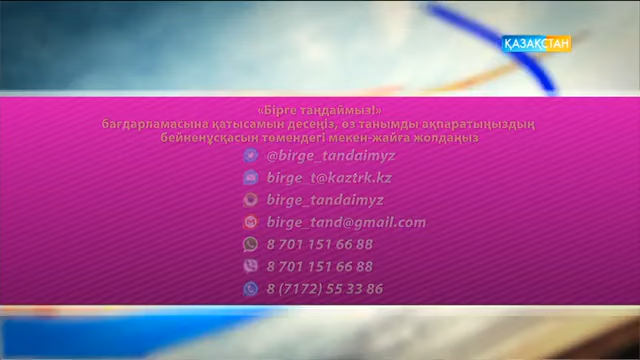 ҚАЗАҚСТАН
«Бірге таңдаймыз!»
бағдарламасына қатысамын десеңіз, өз танымды ақпаратыңыздың
бейненұсқасын төмендегі мекен-жайға жолдаңыз
@birge_tandaimyz
birge_t@kaztrk.kz
birge_tandaimyz
birge_tand@gmail.com
8 701 151 66 88
8 701 151 66 88
8 (7172) 55 33 86